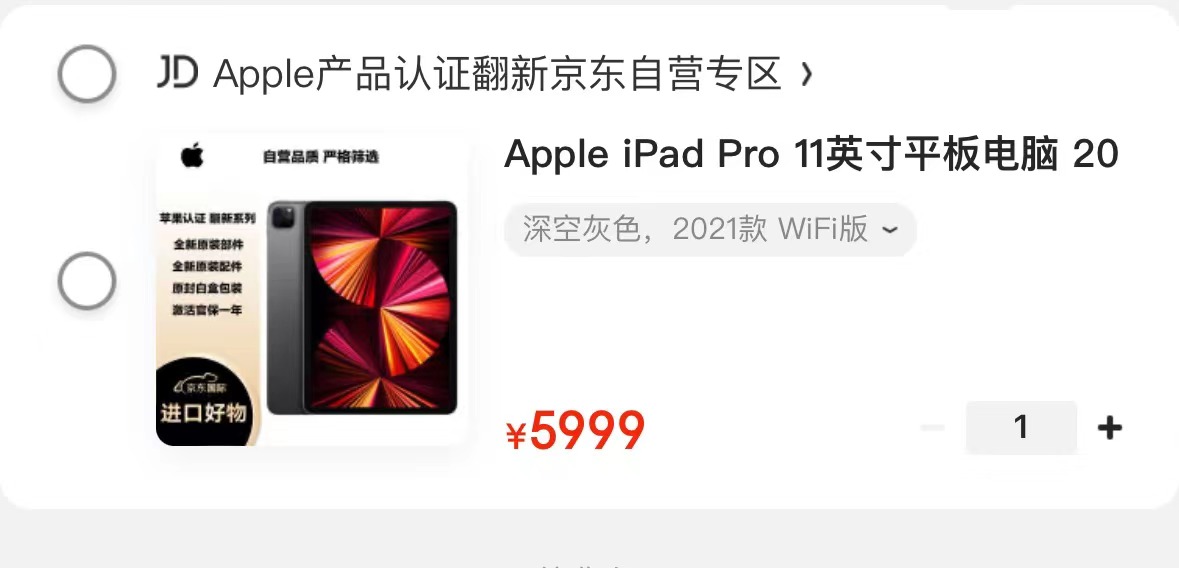 JD Apple产品认证翻新京东自营专区
自营品质 严格筛选
苹果认证 翻新系列
全新原装部件
全新原装配件
原封白盒包装
激活官保一年
京东国际
进口好物
Apple iPad Pro 11英寸平板电脑 20
深空灰色，2021款 WiFi版
¥5999
1